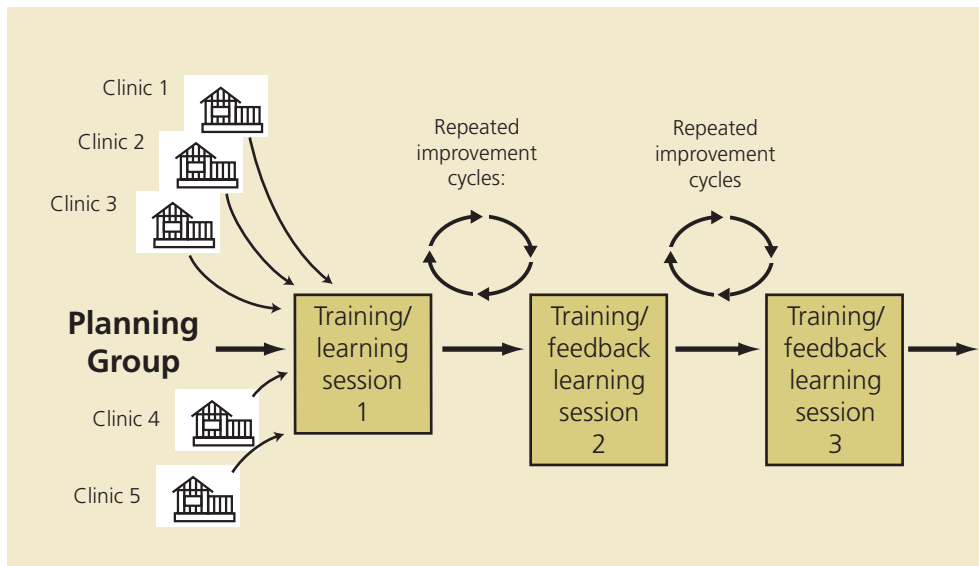 Clinic 1
Clinic 2
Clinic 3
Planning
Group
Clinic 4
Clinic 5
Training/
learning
session
1
Repeated
improvement
cycles:
Training/
feedback
learning
session
2
Repeated
improvement
cycles
Training/
feedback
learning
session
3